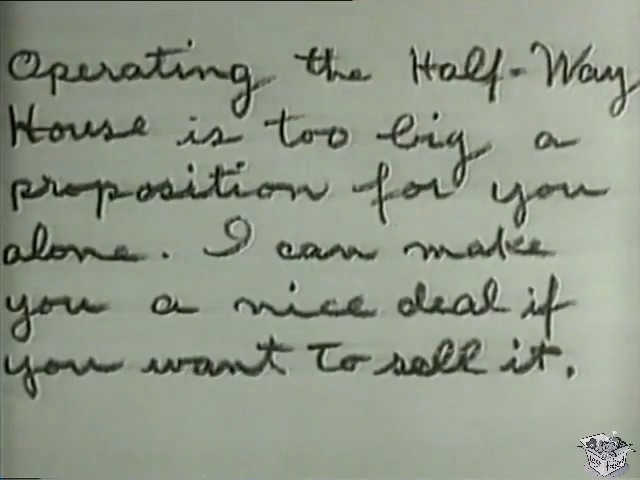 Operating the Half-Way
House is too big a
proposition for you
alone. I can make
you a nice deal if
you want to sell it.